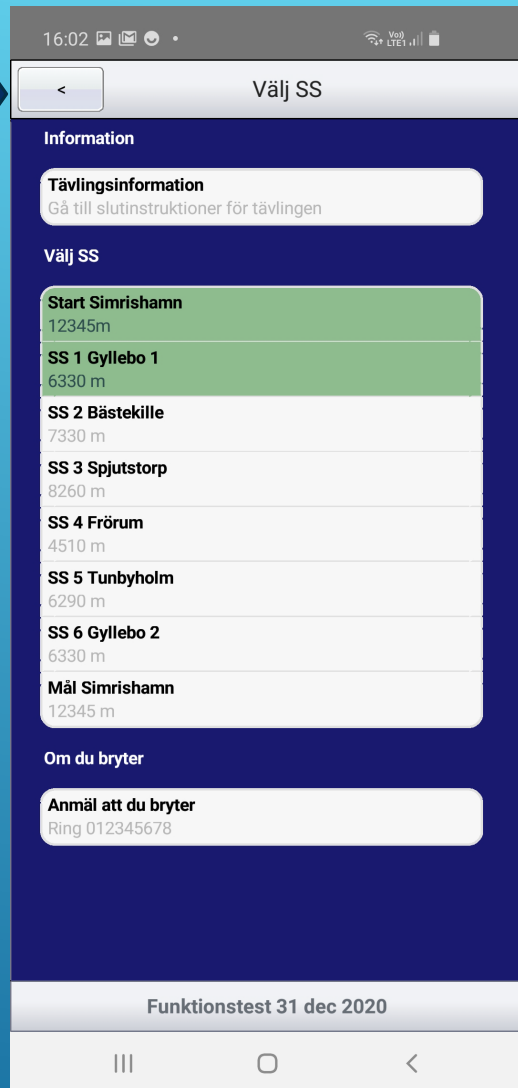 16:02
Vo))
LTE1
<
Välj SS
Information
Tävlingsinformation
Gå till slutinstruktioner för tävlingen
Välj SS
Start Simrishamn
12345m
SS 1 Gyllebo 1
6330 m
SS 2 Bästekille
7330 m
SS 3 Spjutstorp
8260 m
SS 4 Frörum
4510 m
SS 5 Tunbyholm
6290 m
SS 6 Gyllebo 2
6330 m
Mål Simrishamn
12345 m
Om du bryter
Anmäl att du bryter
Ring 012345678
Funktionstest 31 dec 2020